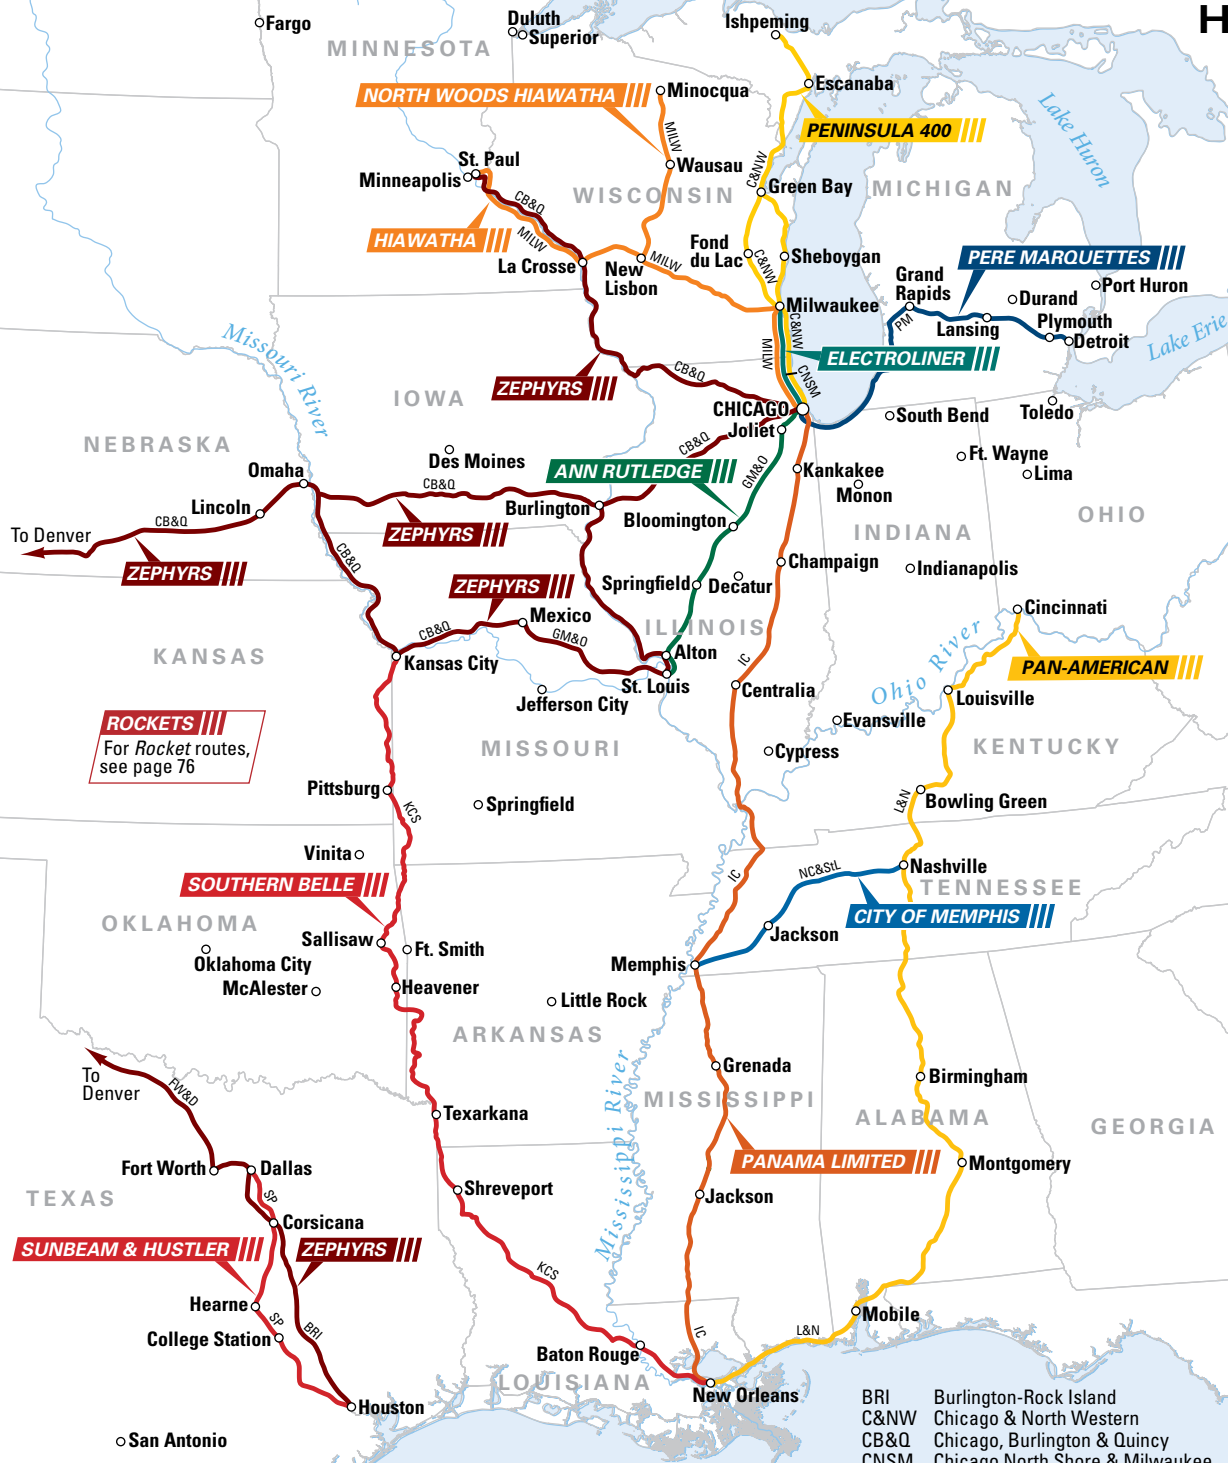 H
Fargo
Duluth
Superior
Ishpeming
MINNESOTA
Escanaba
NORTH WOODS HIAWATHA
Minocqua
PENINSULA 400
Lake Huron
MILW
St. Paul
Minneapolis
Wausau
C&NW
Green Bay
WISCONSIN
MICHIGAN
CB&Q
HIAWATHA
MILW
La Crosse
New
Lisbon
MILW
Fond
du Lac
C&NW
Sheboygan
PERE MARQUETTES
Grand
Rapids
Port Huron
Durand
Milwaukee
PM
Lansing
Plymouth
Detroit
Lake Erie
Missouri River
C&NW
MILW
ELECTROLINER
CNSM
CB&Q
ZEPHYRS
IOWA
CHICAGO
Joliet
South Bend
Toledo
NEBRASKA
Des Moines
CB&Q
ANN RUTLEDGE
GM&O
Kankakee
Monon
Ft. Wayne
Lima
Omaha
CB&Q
Lincoln
Burlington
Bloomington
INDIANA
OHIO
To Denver
CB&Q
ZEPHYRS
ZEPHYRS
CB&Q
Champaign
Indianapolis
ZEPHYRS
Springfield
Decatur
Mexico
CB&Q
GM&O
ILLINOIS
Cincinnati
Ohio River
PAN-AMERICAN
KANSAS
Kansas City
Alton
St. Louis
IC
Jefferson City
Centralia
Louisville
Evansville
ROCKETS
For Rocket routes,
see page 76
MISSOURI
Cypress
KENTUCKY
Pittsburg
KCS
Springfield
L&N
Bowling Green
Vinita
SOUTHERN BELLE
IC
NC&StL
Nashville
TENNESSEE
CITY OF MEMPHIS
OKLAHOMA
Sallisaw
Ft. Smith
Jackson
Oklahoma City
McAlester
Heavener
Memphis
Little Rock
ARKANSAS
To
Denver
FW&D
Mississippi River
Grenada
MISSISSIPPI
Birmingham
ALABAMA
GEORGIA
Texarkana
PANAMA LIMITED
Montgomery
Fort Worth
Dallas
TEXAS
SP
Shreveport
Jackson
Corsicana
SUNBEAM & HUSTLER
ZEPHYRS
KCS
Hearne
SP
College Station
BRI
Mobile
L&N
IC
Baton Rouge
LOUISIANA
New Orleans
Houston
San Antonio
BRI Burlington-Rock Island
C&NW Chicago & North Western
CB&Q Chicago, Burlington & Quincy
CNSM Chicago North Shore & Milwaukee